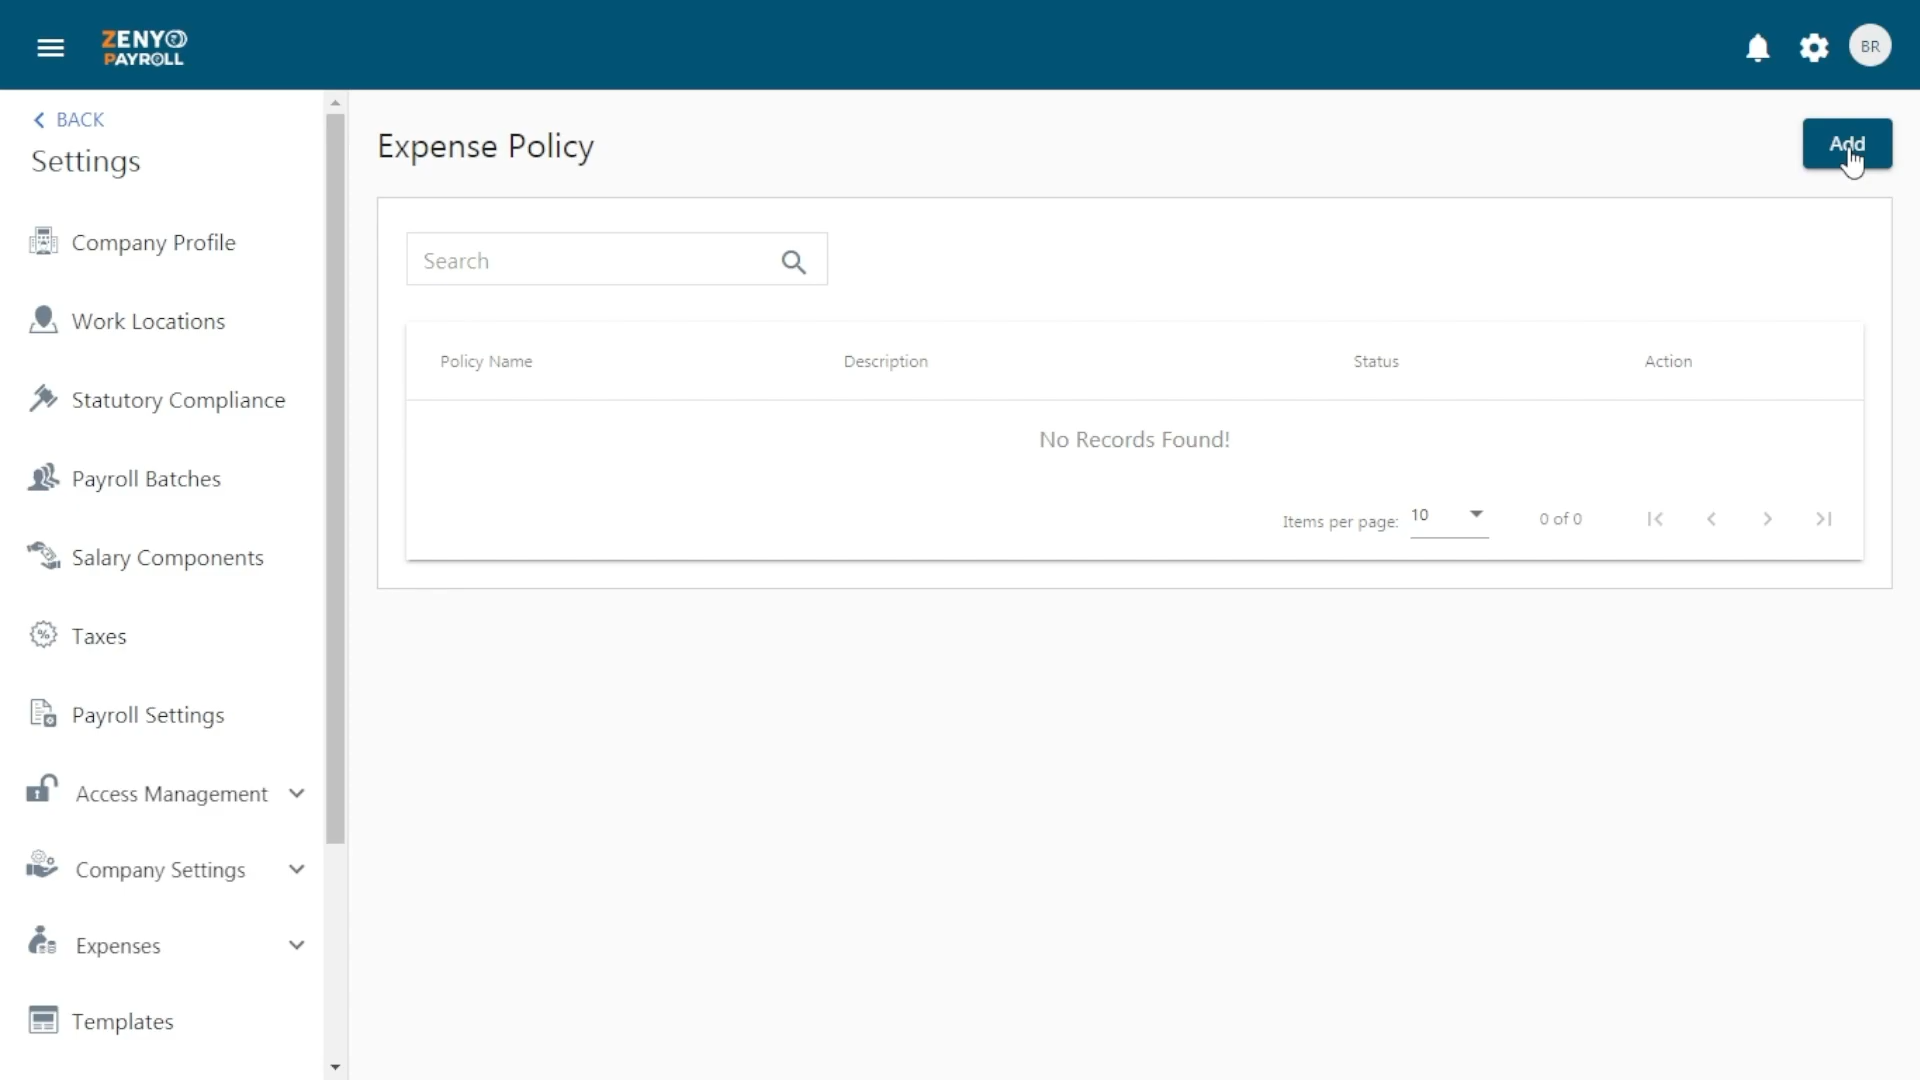 ZENYO
PAYROLL
BR
BACK
Settings
Company Profile
Work Locations
Statutory Compliance
Payroll Batches
Salary Components
Taxes
Payroll Settings
Access Management
Company Settings
Expenses
Templates
Expense Policy
Add
Search
Policy Name Description Status Action
No Records Found!
Items per page: 10 0 of 0